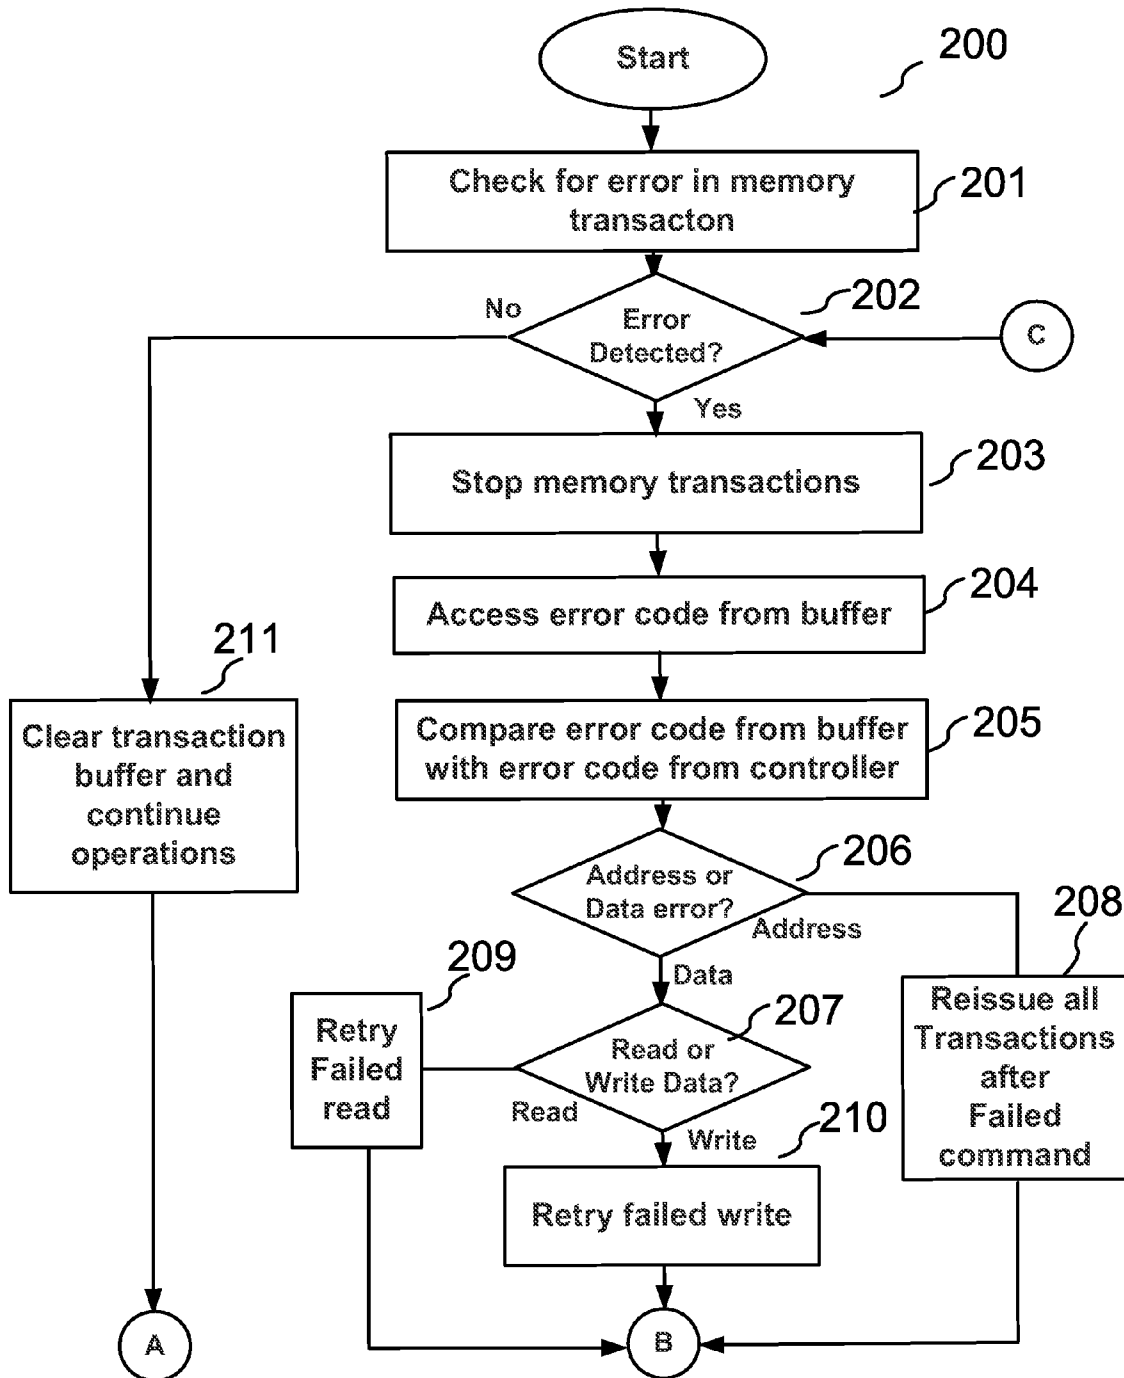 Start
200
Check for error in memory
transacton
201
202
No
Error
Detected?
C
Yes
Stop memory transactions
203
Access error code from buffer
204
211
Clear transaction
buffer and
continue
operations
Compare error code from buffer
with error code from controller
205
206
Address or
Data error?
Address
208
209
Data
Reissue all
Transactions
after
Failed
command
Retry
Failed
read
207
Read or
Write Data?
Read
210
Write
Retry failed write
A
B